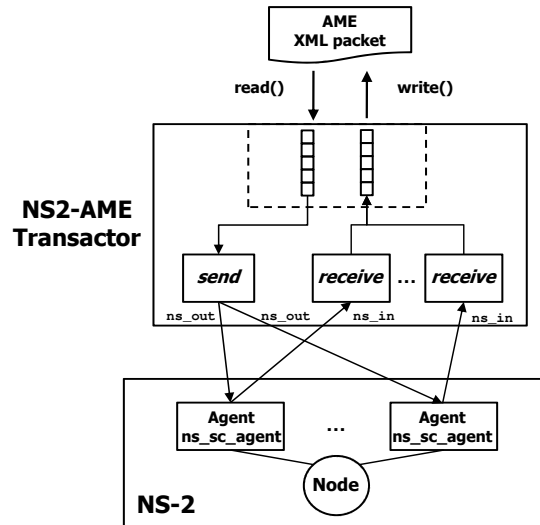 AME
XML packet
read()
write()
NS2-AME
Transactor
send
receive
...
receive
ns_out
ns_out
ns_in
ns_in
Agent
ns_sc_agent
...
Agent
ns_sc_agent
Node
NS-2